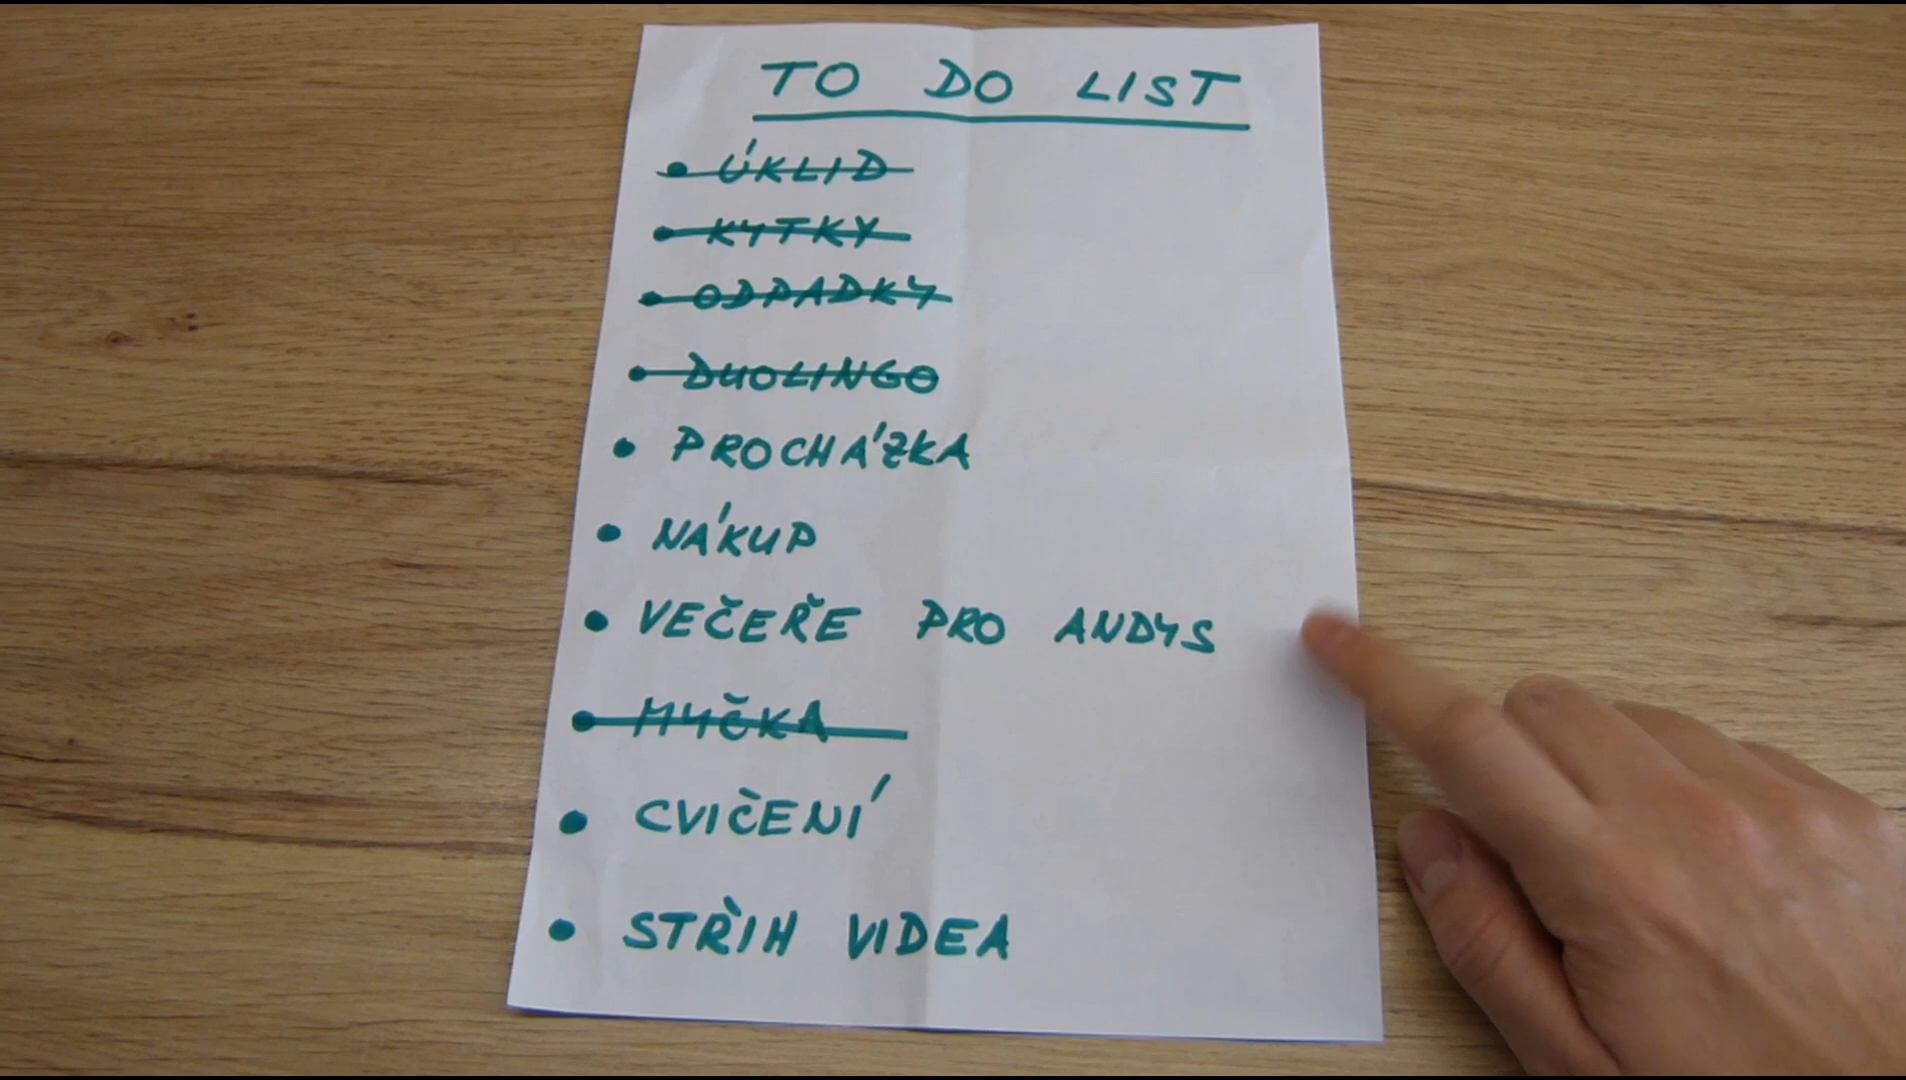 TO DO LIST
• ÚKLID
• KYTKY
• ODPADKY
• DUOLINGO
• PROCHÁZKA
• NÁKUP
• VEČEŘE PRO ANDYS
• MYČKA
• CVIČENÍ
• STŘIH VIDEA